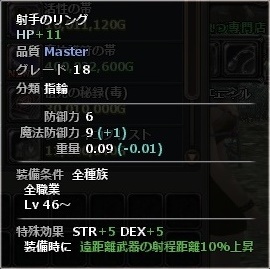 射手のリング
HP+11
品質 Master
グレード 18
分類 指輪
防御力 6
魔法防御力 9 (+1)
重量 0.09 (-0.01)
装備条件 全種族
全職業
Lv 46～
特殊効果 STR+5 DEX+5
装備時に 遠距離武器の射程距離10%上昇